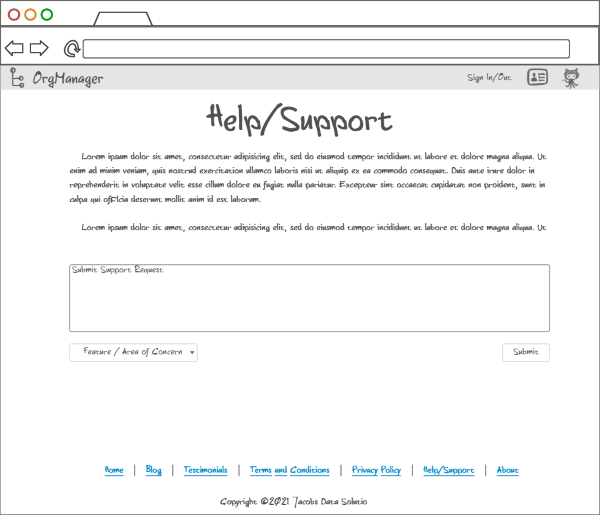 OrgManager
Sign In/Out
Help/Support
Lorem ipsum dolor sit amet, consectetur adipisicing elit, sed do eiusmod tempor incididunt ut labore et dolore magna aliqua. Ut
enim ad minim veniam, quis nostrud exercitation ullamco laboris nisi ut aliquip ex ea commodo consequat. Duis aute irure dolor in
reprehenderit in voluptate velit esse cillum dolore eu fugiat nulla pariatur. Excepteur sint occaecat cupidatat non proident, sunt in
culpa qui officia deserunt mollit anim id est laborum.
Lorem ipsum dolor sit amet, consectetur adipisicing elit, sed do eiusmod tempor incididunt ut labore et dolore magna aliqua. Ut
Submit Support Request
Feature / Area of Concern
Submit
Home | Blog | Testimonials | Terms and Conditions | Privacy Policy | Help/Support | About
Copyright ©2021 Jacobs Data Solutio